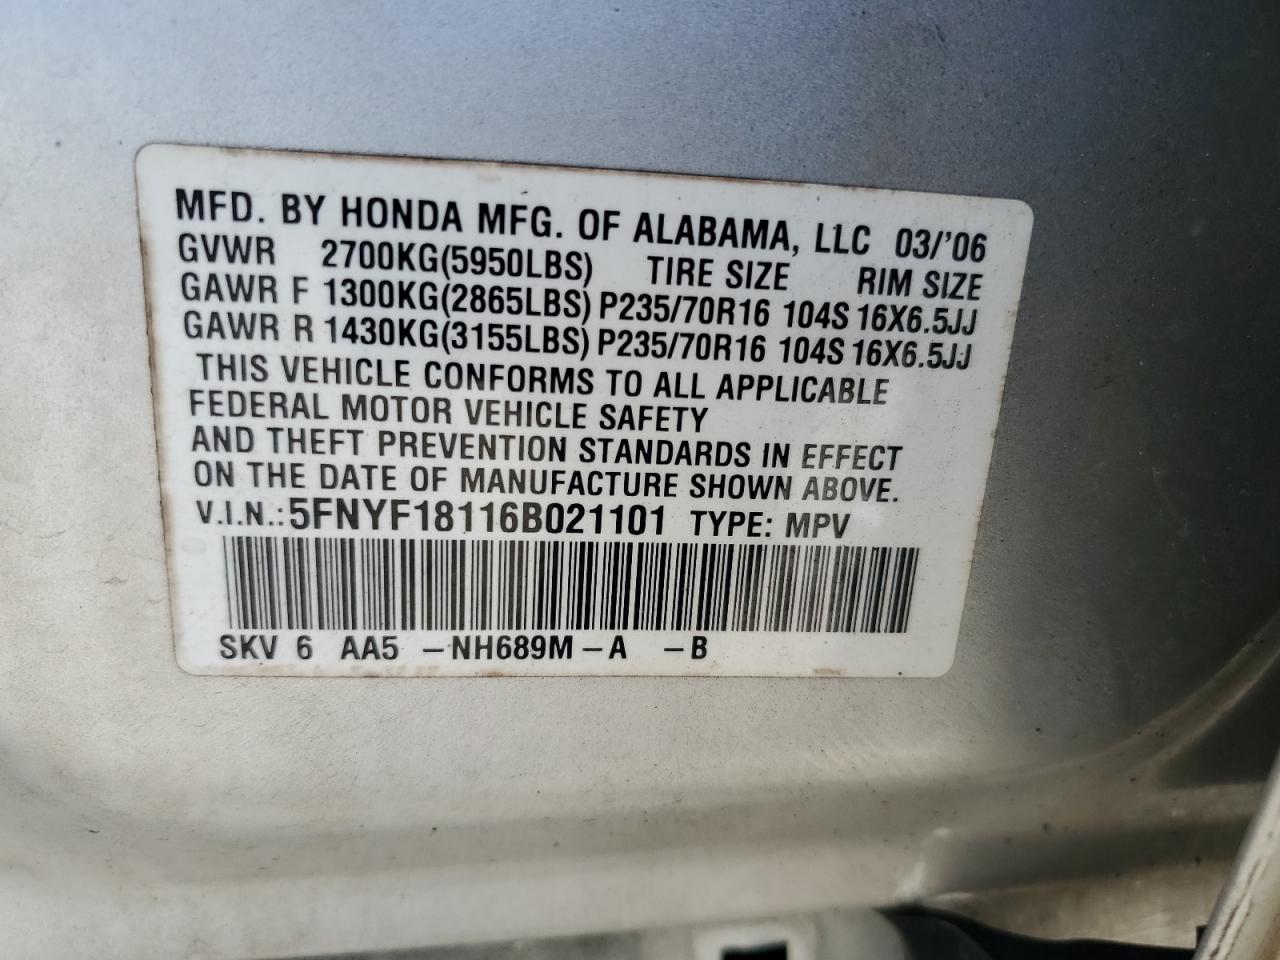 MFD. BY HONDA MFG. OF ALABAMA, LLC 03/'06
GVWR 2700KG(5950LBS) TIRE SIZE RIM SIZE
GAWR F 1300KG(2865LBS) P235/70R16 104S 16X6.5JJ
GAWR R 1430KG(3155LBS) P235/70R16 104S 16X6.5JJ
THIS VEHICLE CONFORMS TO ALL APPLICABLE
FEDERAL MOTOR VEHICLE SAFETY
AND THEFT PREVENTION STANDARDS IN EFFECT
ON THE DATE OF MANUFACTURE SHOWN ABOVE.
V.I.N.: 5FNYF18116B021101 TYPE: MPV
SKV 6 AA5 -NH689M-A -B